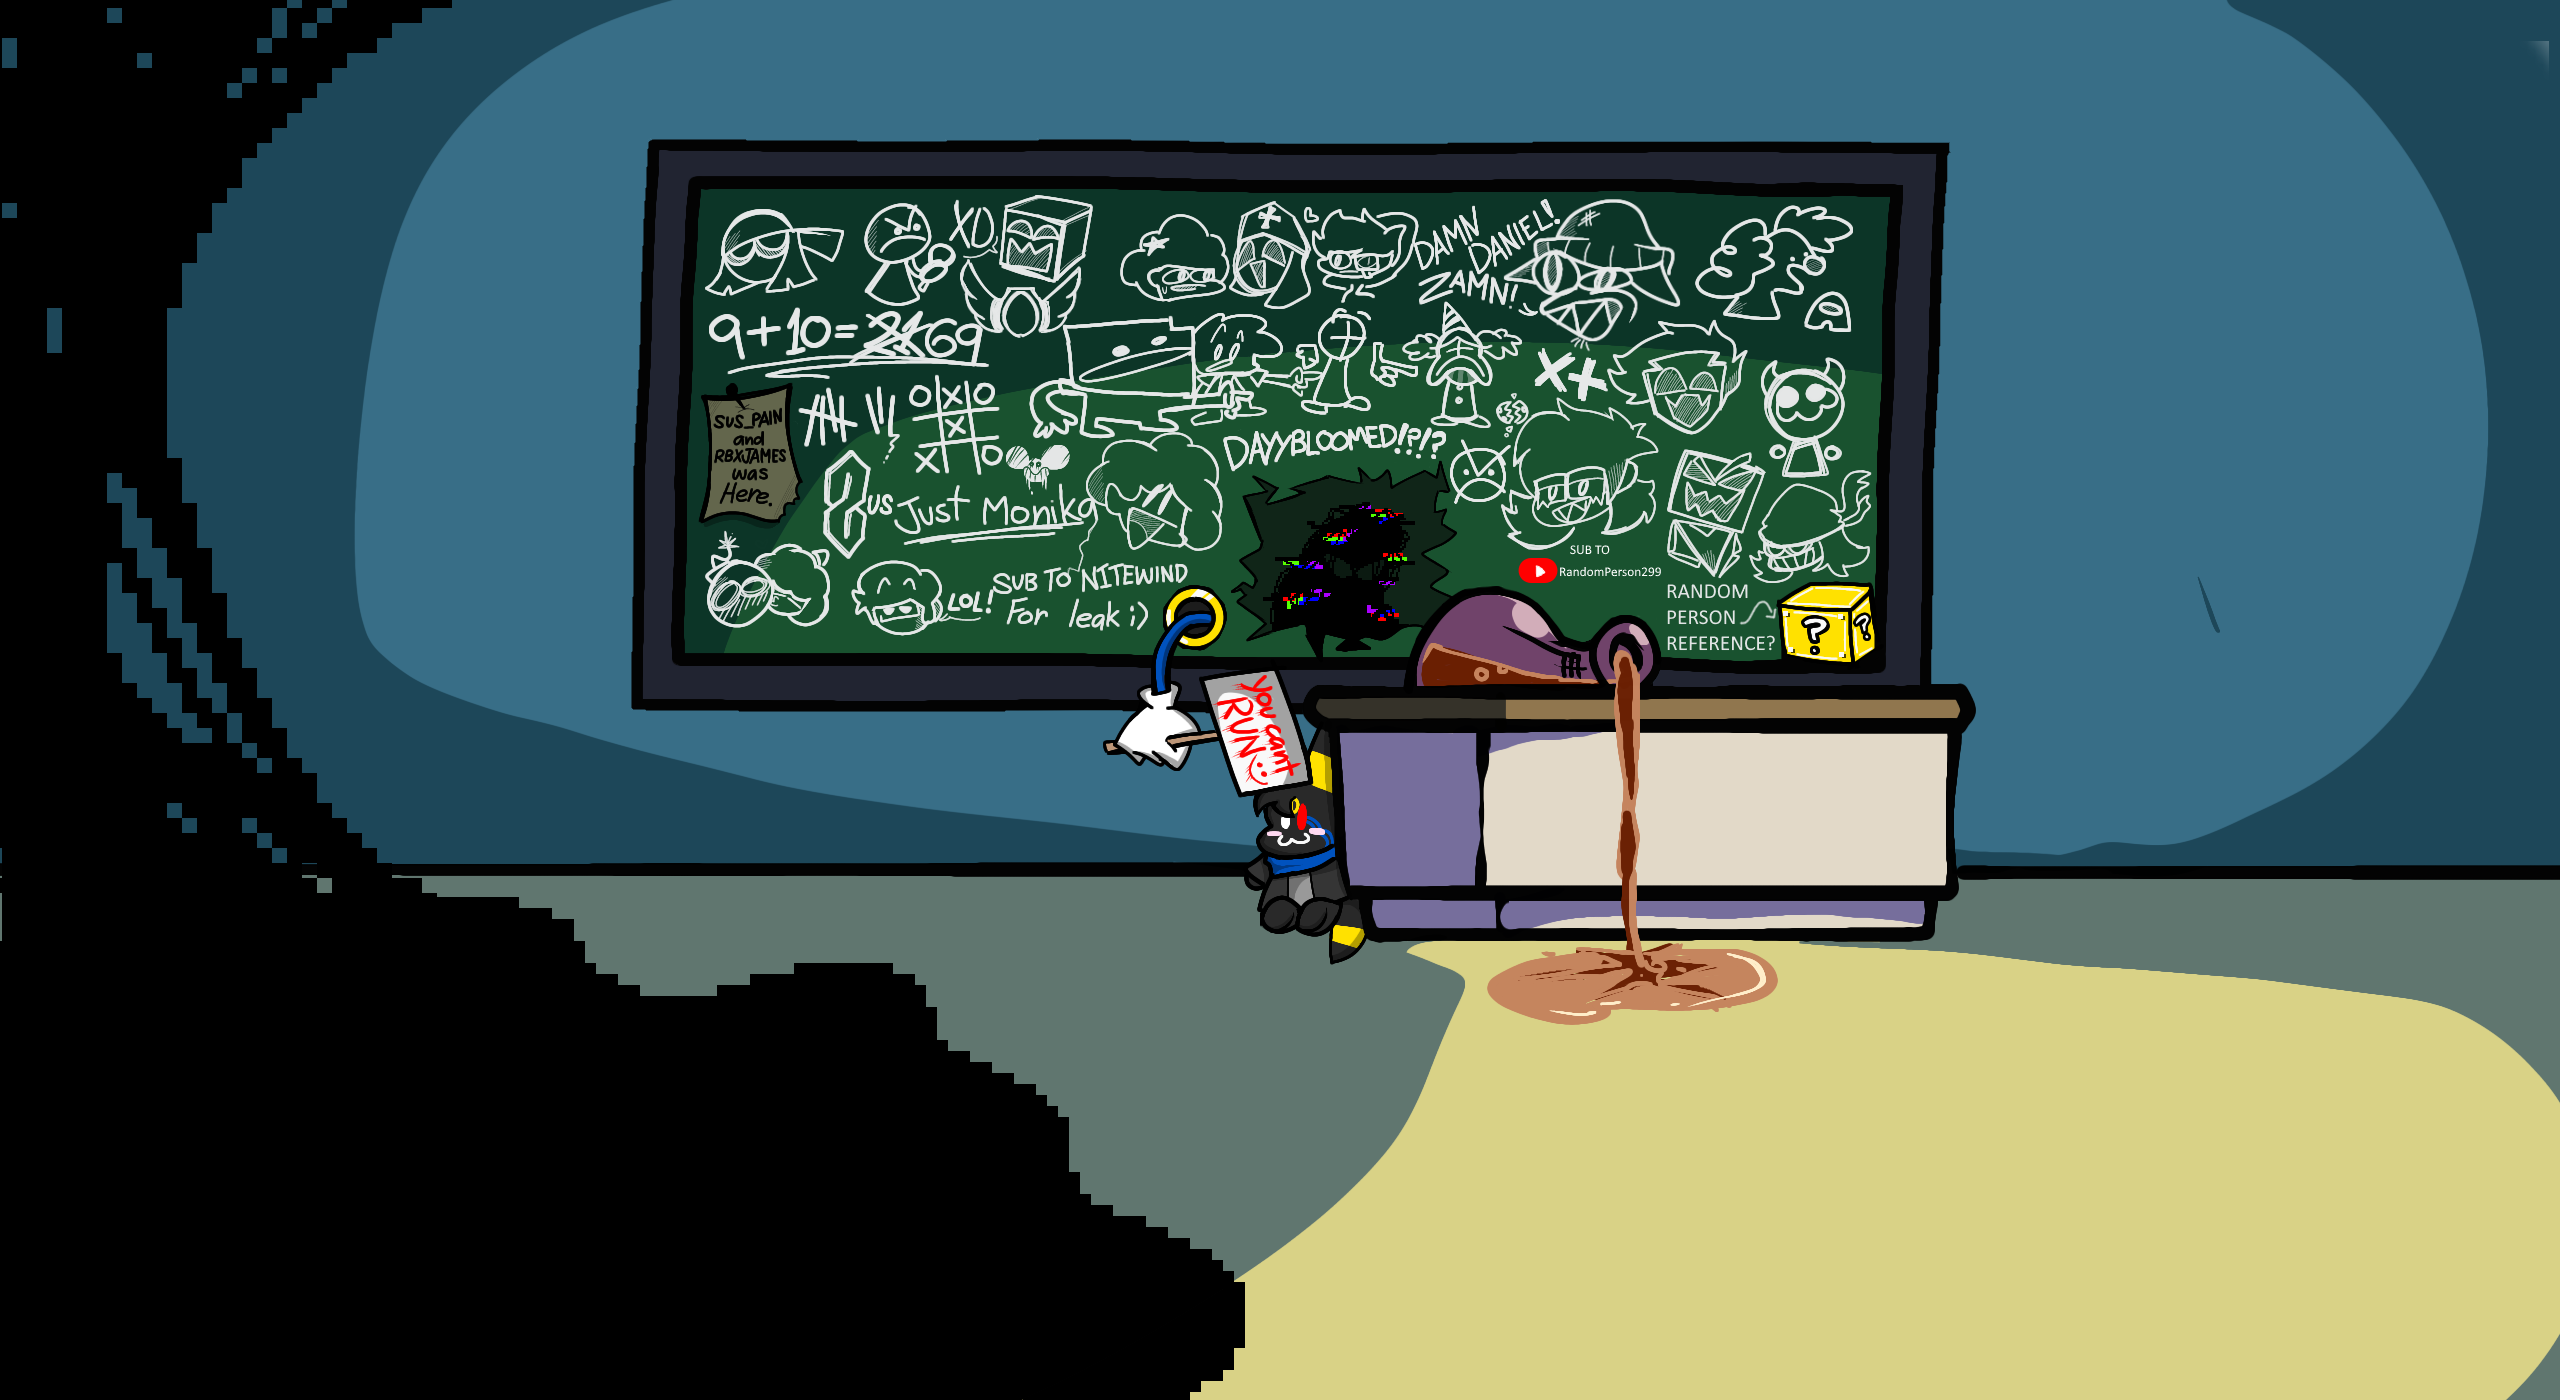 XD
DAMN
DANIEL!
ZAMN!
9+10=21 69
SUS_PAIN
and
RBXJAMES
was
Here.
O X O
X
X O
DAYYBLOOMED!?!?
sus
Just Monika
SUB TO NITEWIND
For leak ;)
LOL!
SUB TO
RandomPerson299
RANDOM
PERSON
REFERENCE?
? ?
you cant
RUN